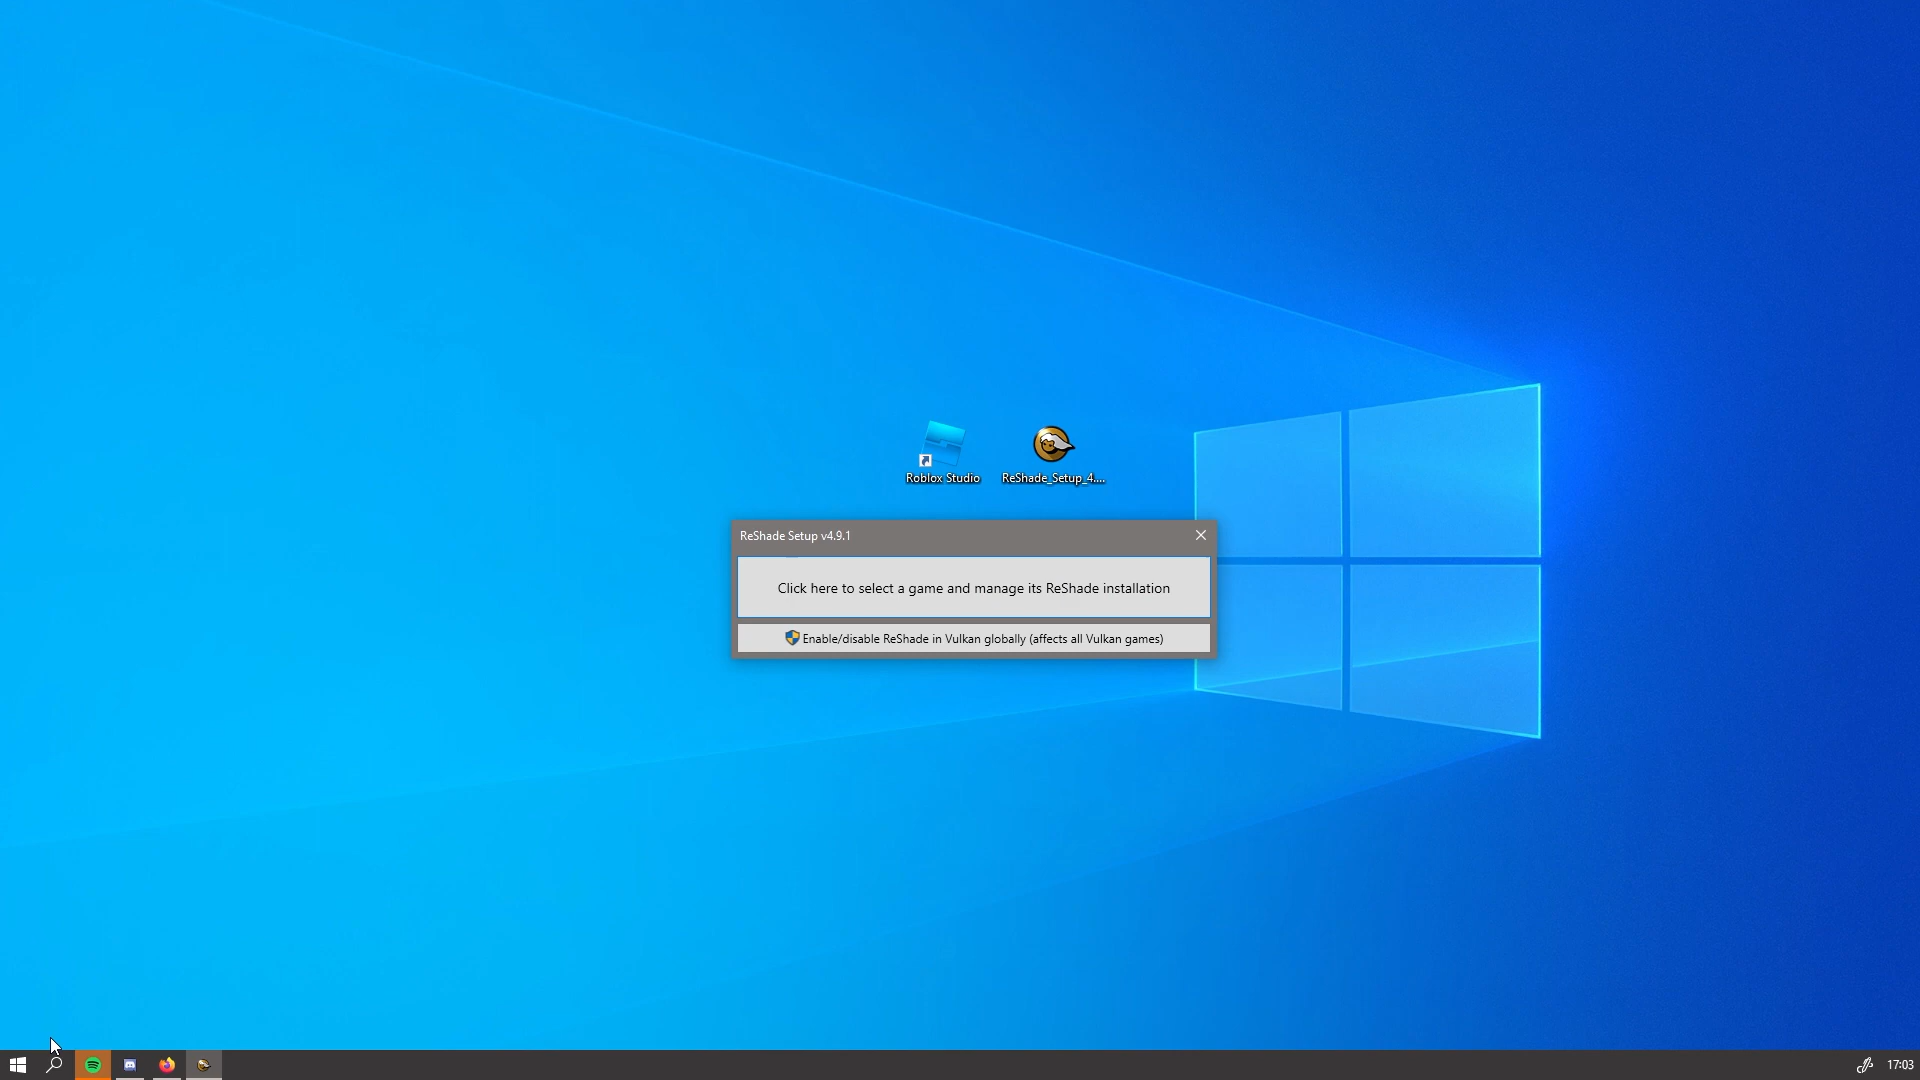 Roblox Studio
ReShade_Setup_4....
ReShade Setup v4.9.1
Click here to select a game and manage its ReShade installation
Enable/disable ReShade in Vulkan globally (affects all Vulkan games)
17:03